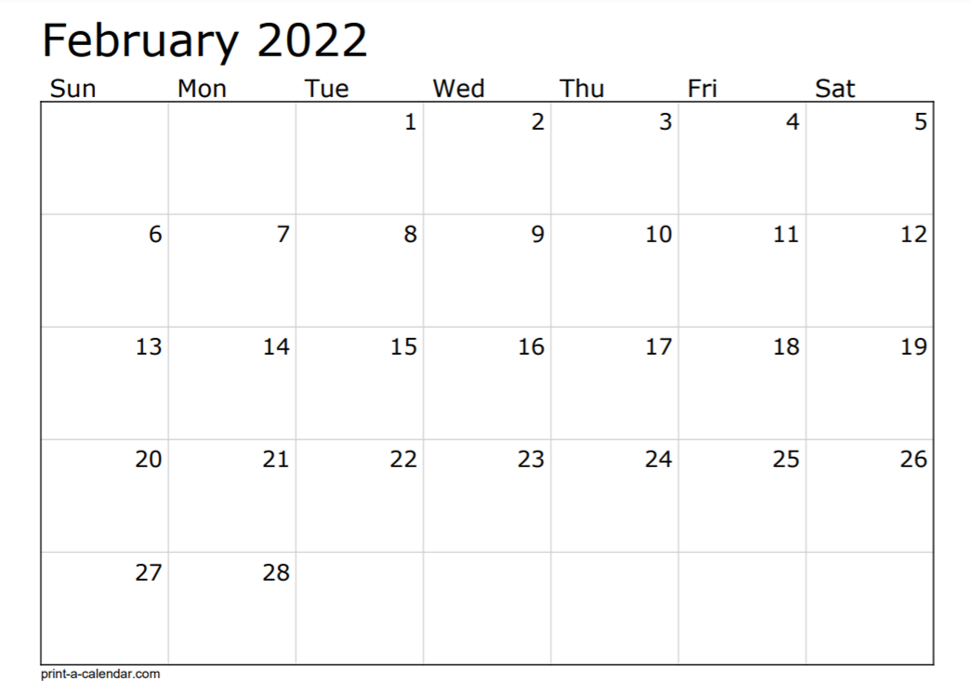 February 2022
Sun Mon Tue Wed Thu Fri Sat
1 2 3 4 5
6 7 8 9 10 11 12
13 14 15 16 17 18 19
20 21 22 23 24 25 26
27 28
print-a-calendar.com